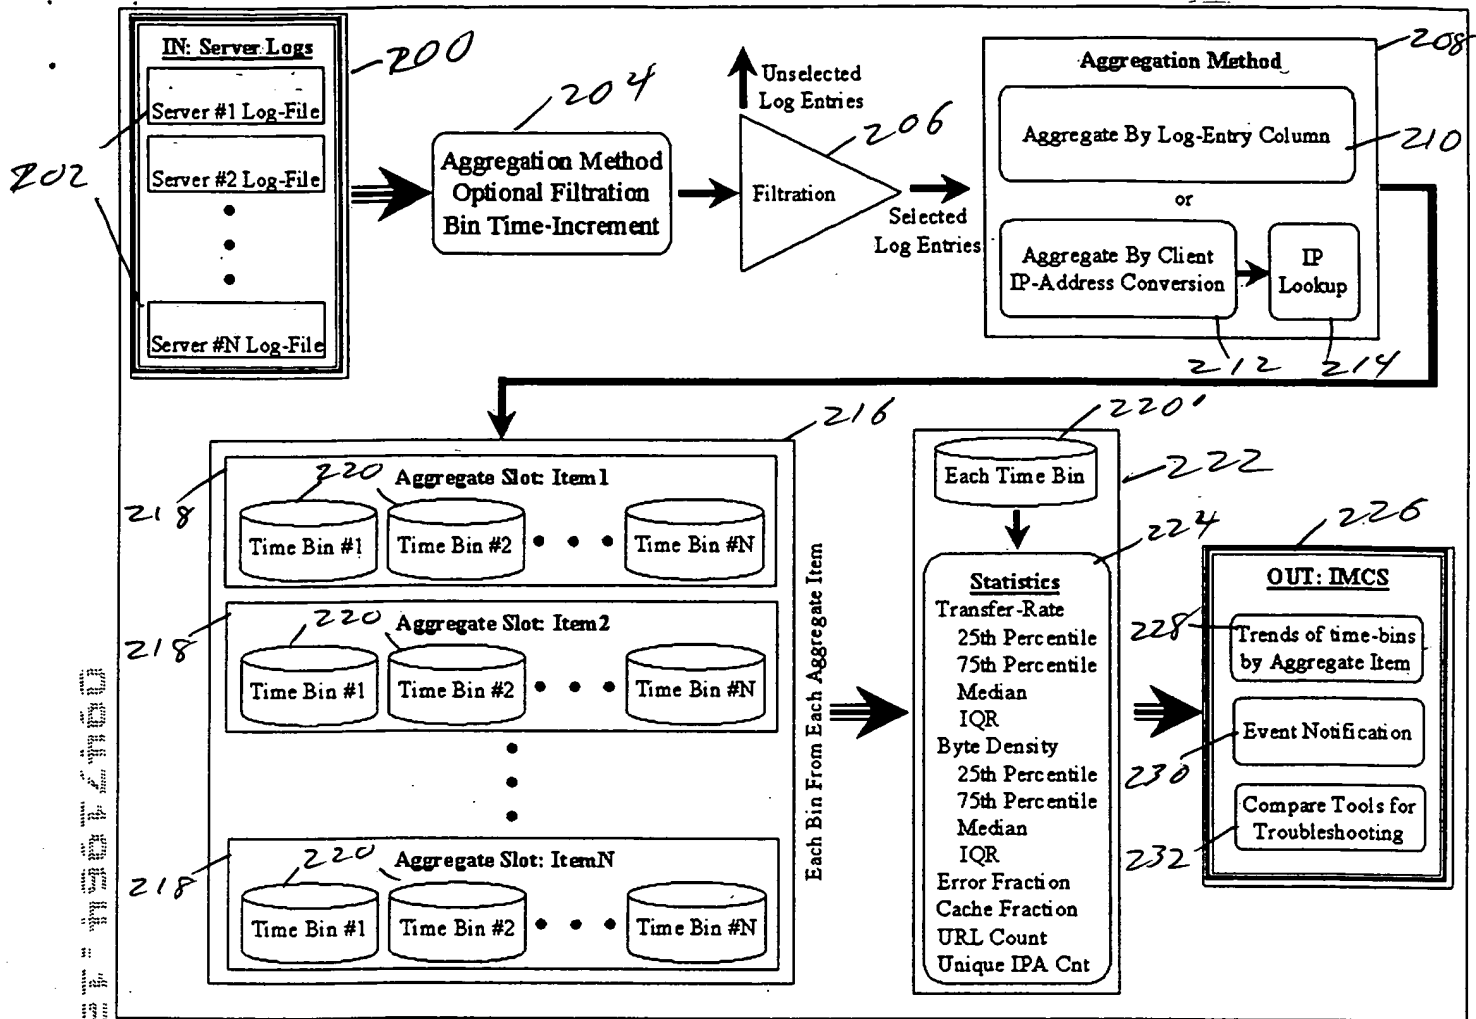 IN: Server Logs
Server #1 Log-File
Server #2 Log-File
Server #N Log-File
200
202
204
Aggregation Method
Optional Filtration
Bin Time-Increment
Unselected
Log Entries
206
Filtration
Selected
Log Entries
208
Aggregation Method
Aggregate By Log-Entry Column
210
or
Aggregate By Client
IP-Address Conversion
IP
Lookup
212
214
216
218
220
Aggregate Slot: Item1
Time Bin #1
Time Bin #2
Time Bin #N
218
220
Aggregate Slot: Item2
Time Bin #1
Time Bin #2
Time Bin #N
218
220
Aggregate Slot: ItemN
Time Bin #1
Time Bin #2
Time Bin #N
Each Bin From Each Aggregate Item
220'
Each Time Bin
222
224
Statistics
Transfer-Rate
25th Percentile
75th Percentile
Median
IQR
Byte Density
25th Percentile
75th Percentile
Median
IQR
Error Fraction
Cache Fraction
URL Count
Unique IPA Cnt
226
OUT: IMCS
228
Trends of time-bins
by Aggregate Item
230
Event Notification
232
Compare Tools for
Troubleshooting